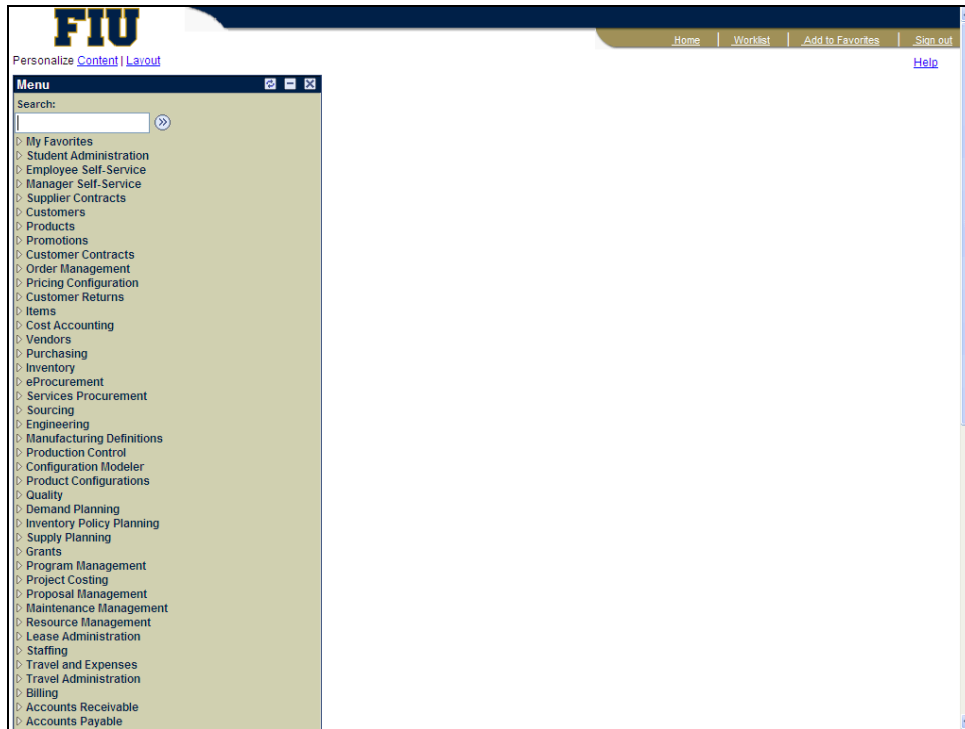 FIU
Home | Worklist | Add to Favorites | Sign out
Personalize Content | Layout
Help
Menu
Search:
My Favorites
Student Administration
Employee Self-Service
Manager Self-Service
Supplier Contracts
Customers
Products
Promotions
Customer Contracts
Order Management
Pricing Configuration
Customer Returns
Items
Cost Accounting
Vendors
Purchasing
Inventory
eProcurement
Services Procurement
Sourcing
Engineering
Manufacturing Definitions
Production Control
Configuration Modeler
Product Configurations
Quality
Demand Planning
Inventory Policy Planning
Supply Planning
Grants
Program Management
Project Costing
Proposal Management
Maintenance Management
Resource Management
Lease Administration
Staffing
Travel and Expenses
Travel Administration
Billing
Accounts Receivable
Accounts Payable